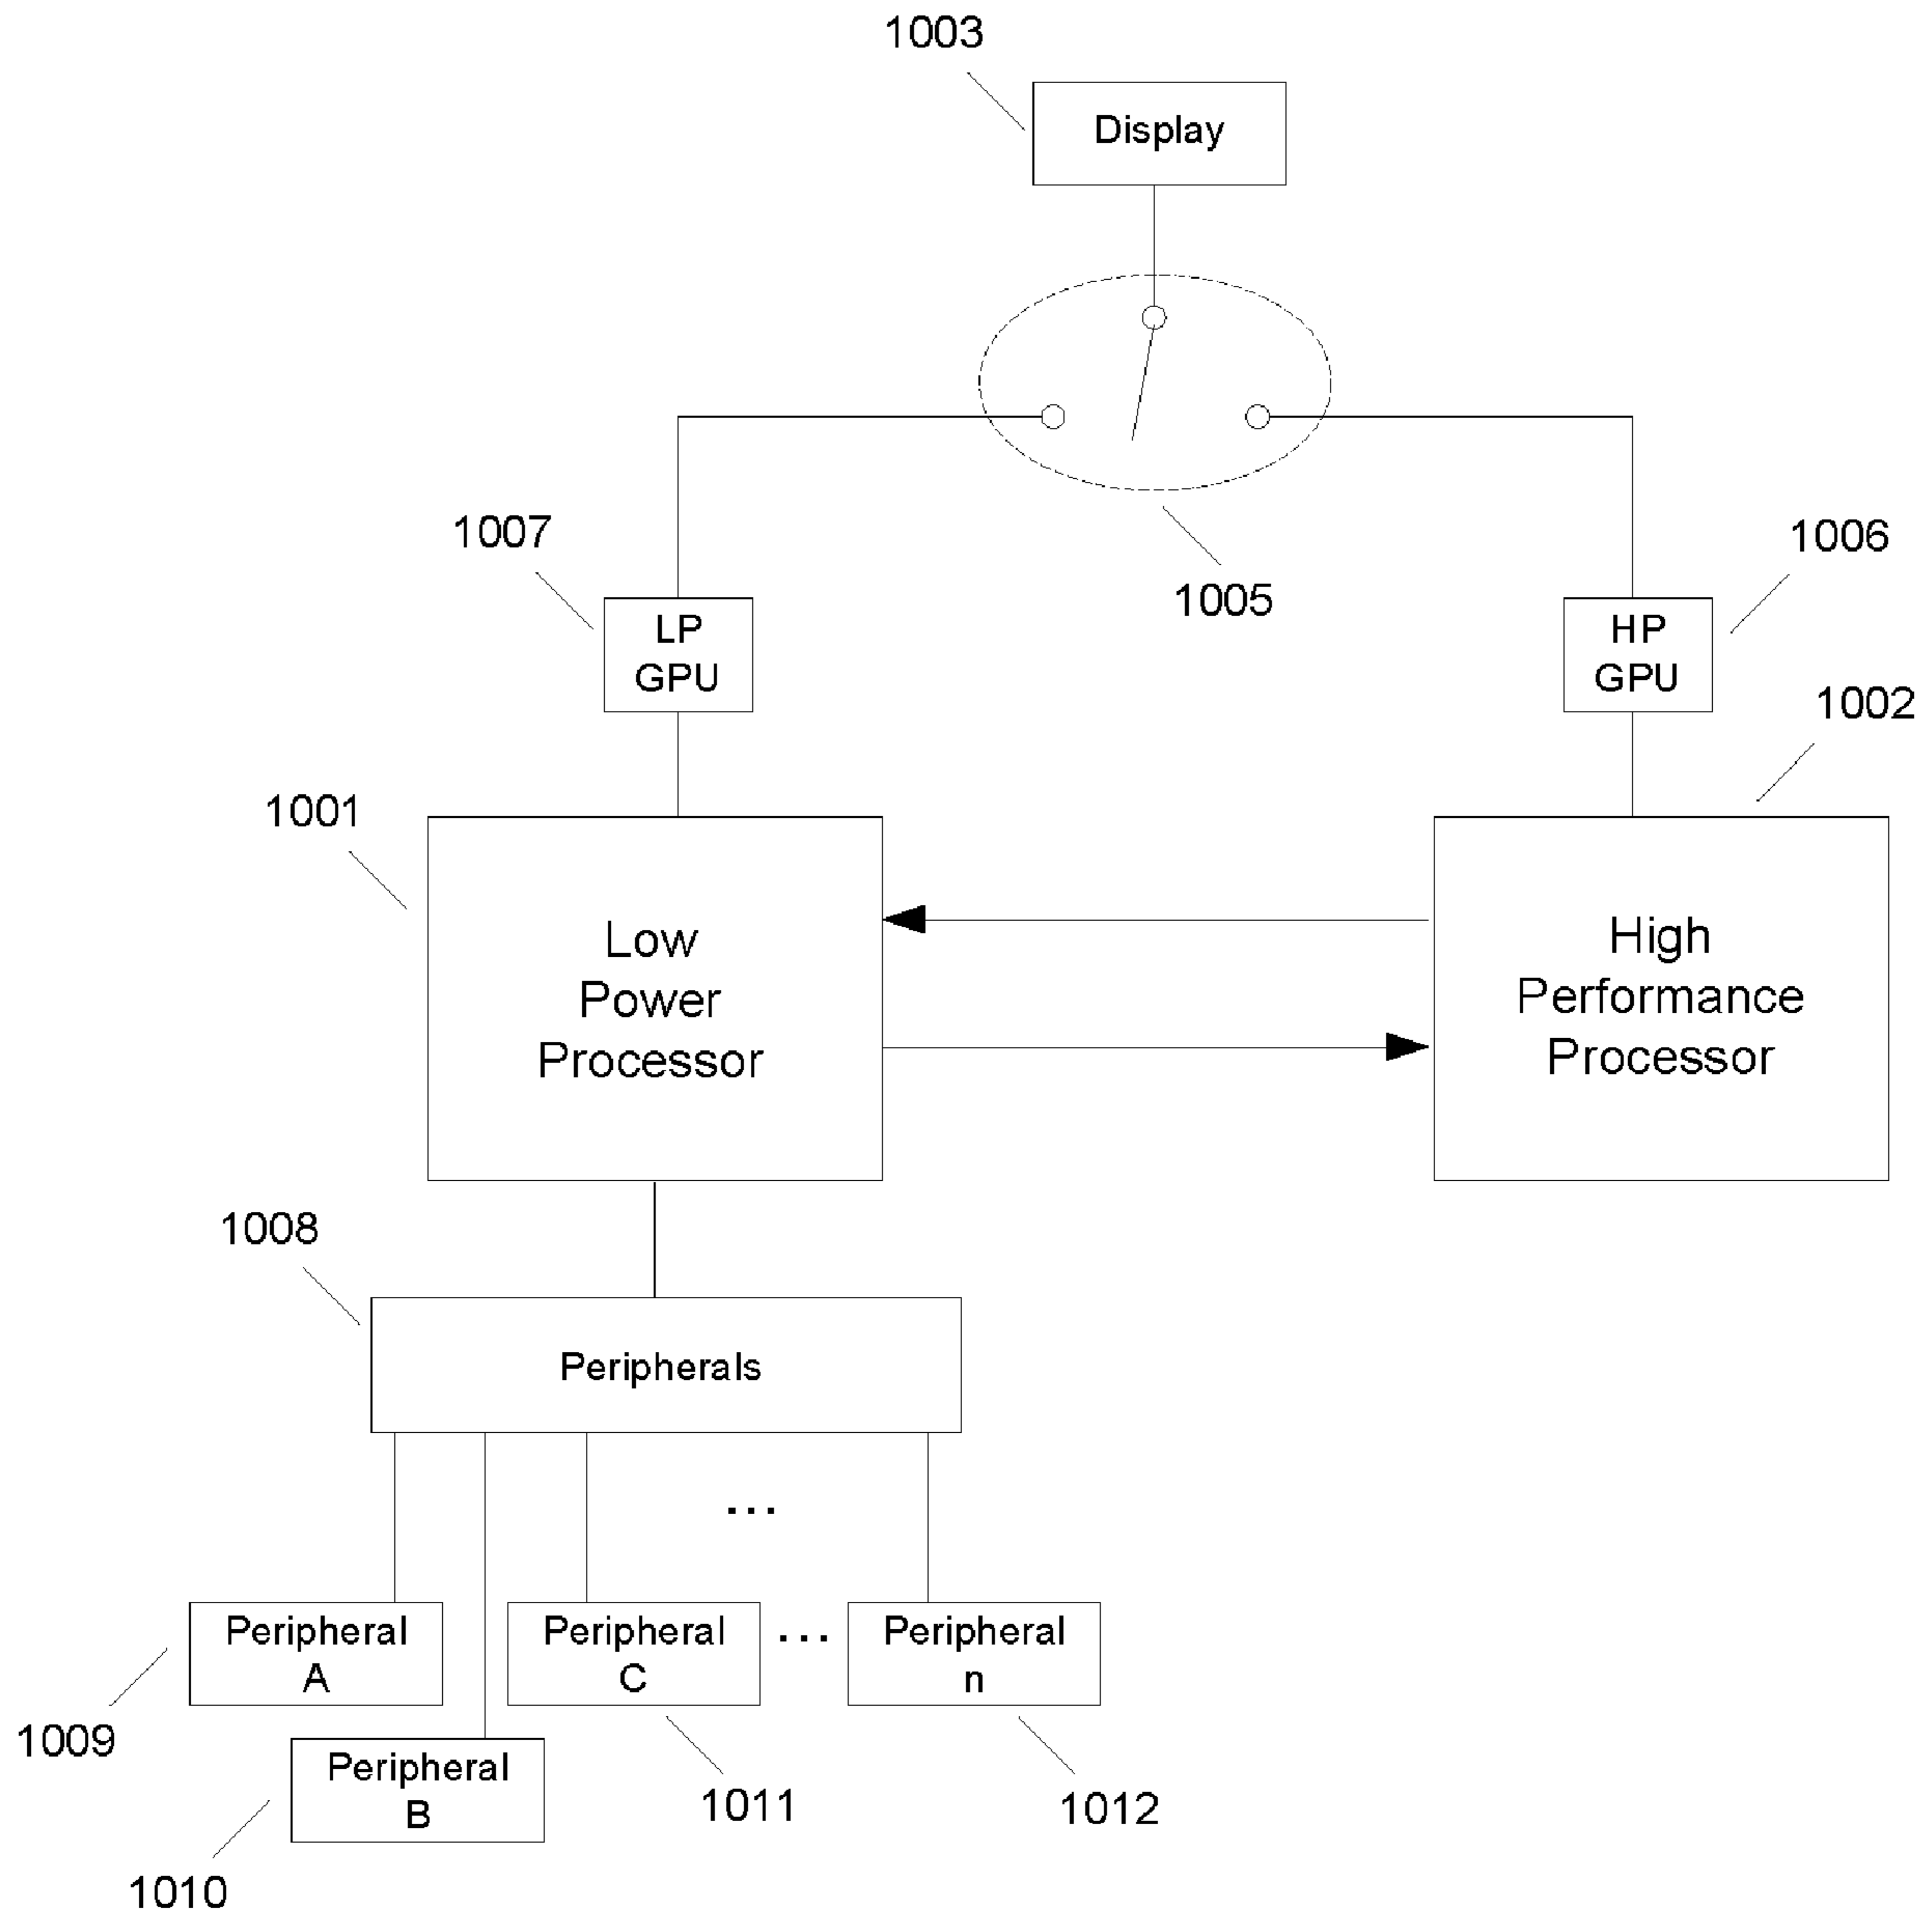 1003
Display
1007
1005
1006
LP
GPU
HP
GPU
1002
1001
Low
Power
Processor
High
Performance
Processor
1008
Peripherals
...
Peripheral
A
Peripheral
C
...
Peripheral
n
1009
Peripheral
B
1011
1012
1010